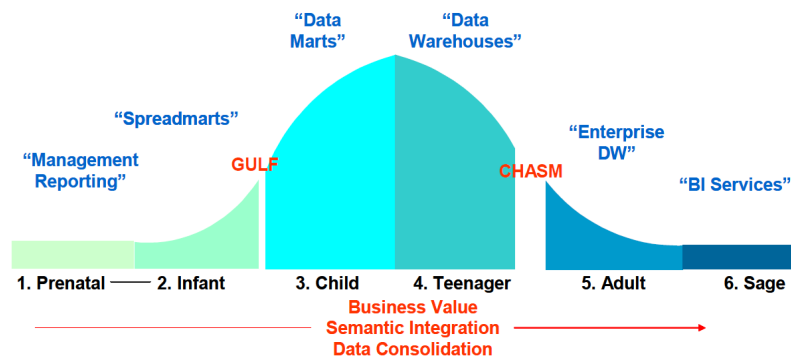 “Data
Marts”
“Data
Warehouses”
“Spreadmarts”
“Enterprise
DW”
“Management
Reporting”
GULF
CHASM
“BI Services”
1. Prenatal
2. Infant
3. Child
4. Teenager
5. Adult
6. Sage
Business Value
Semantic Integration
Data Consolidation